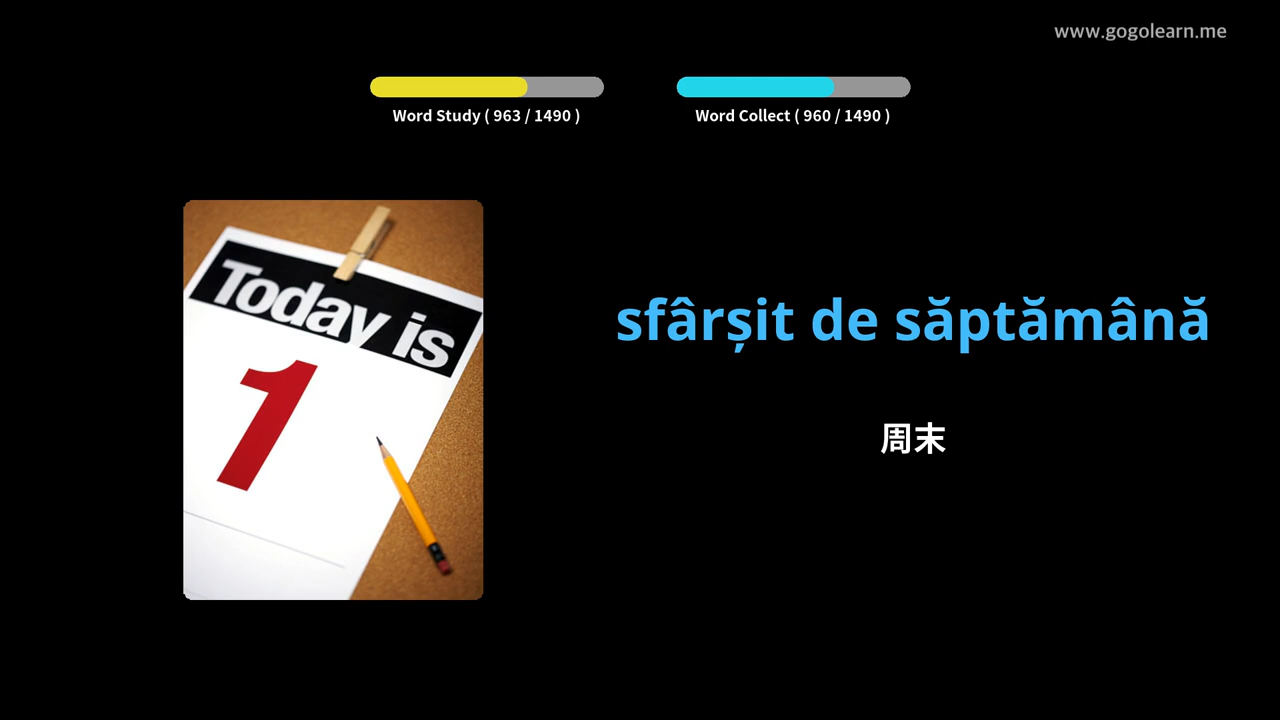 www.gogolearn.me
Word Study ( 963 / 1490 )
Word Collect ( 960 / 1490 )
Today is
1
sfârșit de săptămână
周末